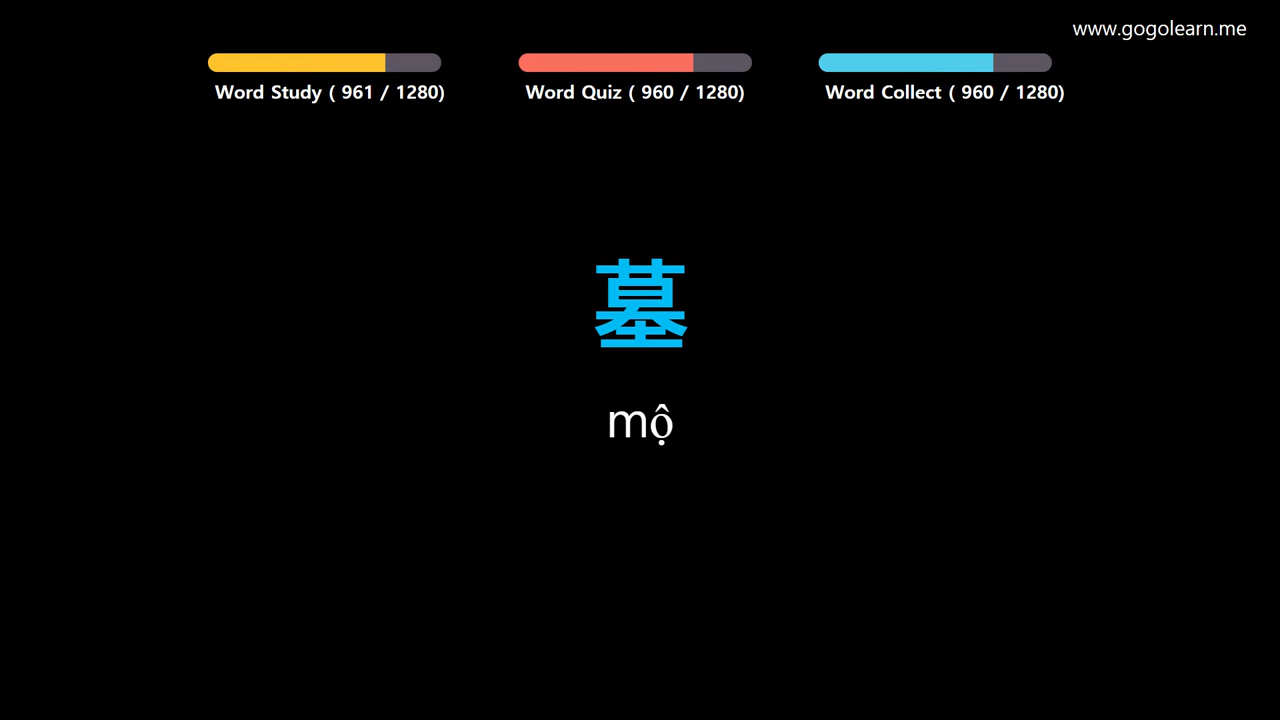 www.gogolearn.me
Word Study ( 961 / 1280)
Word Quiz ( 960 / 1280)
Word Collect ( 960 / 1280)
墓
mộ